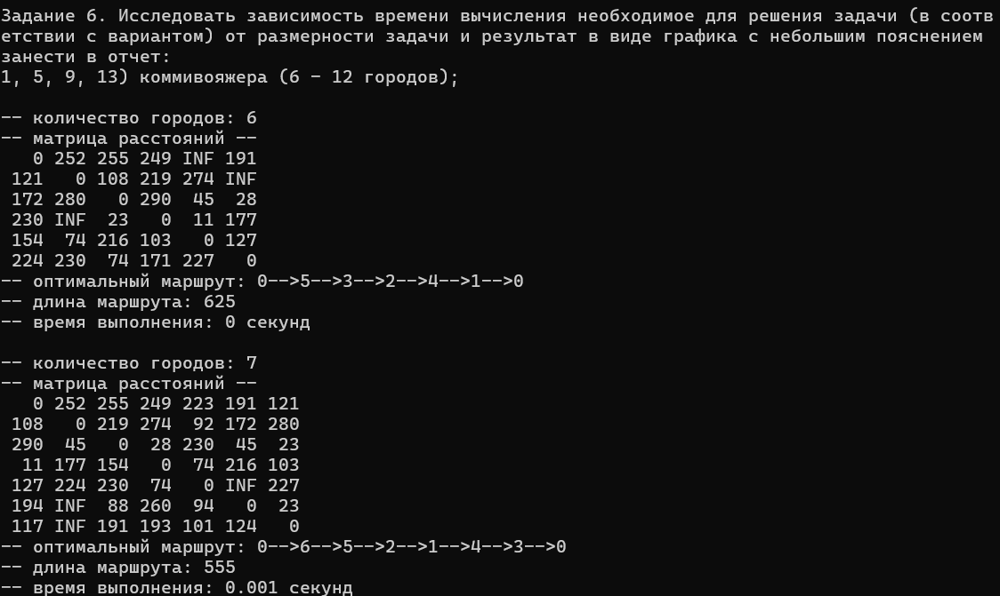 Задание 6. Исследовать зависимость времени вычисления необходимое для решения задачи (в соотв
етствии с вариантом) от размерности задачи и результат в виде графика с небольшим пояснением
занести в отчет:
1, 5, 9, 13) коммивояжера (6 - 12 городов);
-- количество городов: 6
-- матрица расстояний --
0 252 255 249 INF 191
121 0 108 219 274 INF
172 280 0 290 45 28
230 INF 23 0 11 177
154 74 216 103 0 127
224 230 74 171 227 0
-- оптимальный маршрут: 0-->5-->3-->2-->4-->1-->0
-- длина маршрута: 625
-- время выполнения: 0 секунд
-- количество городов: 7
-- матрица расстояний --
0 252 255 249 223 191 121
108 0 219 274 92 172 280
290 45 0 28 230 45 23
11 177 154 0 74 216 103
127 224 230 74 0 INF 227
194 INF 88 260 94 0 23
117 INF 191 193 101 124 0
-- оптимальный маршрут: 0-->6-->5-->2-->1-->4-->3-->0
-- длина маршрута: 555
-- время выполнения: 0.001 секунд